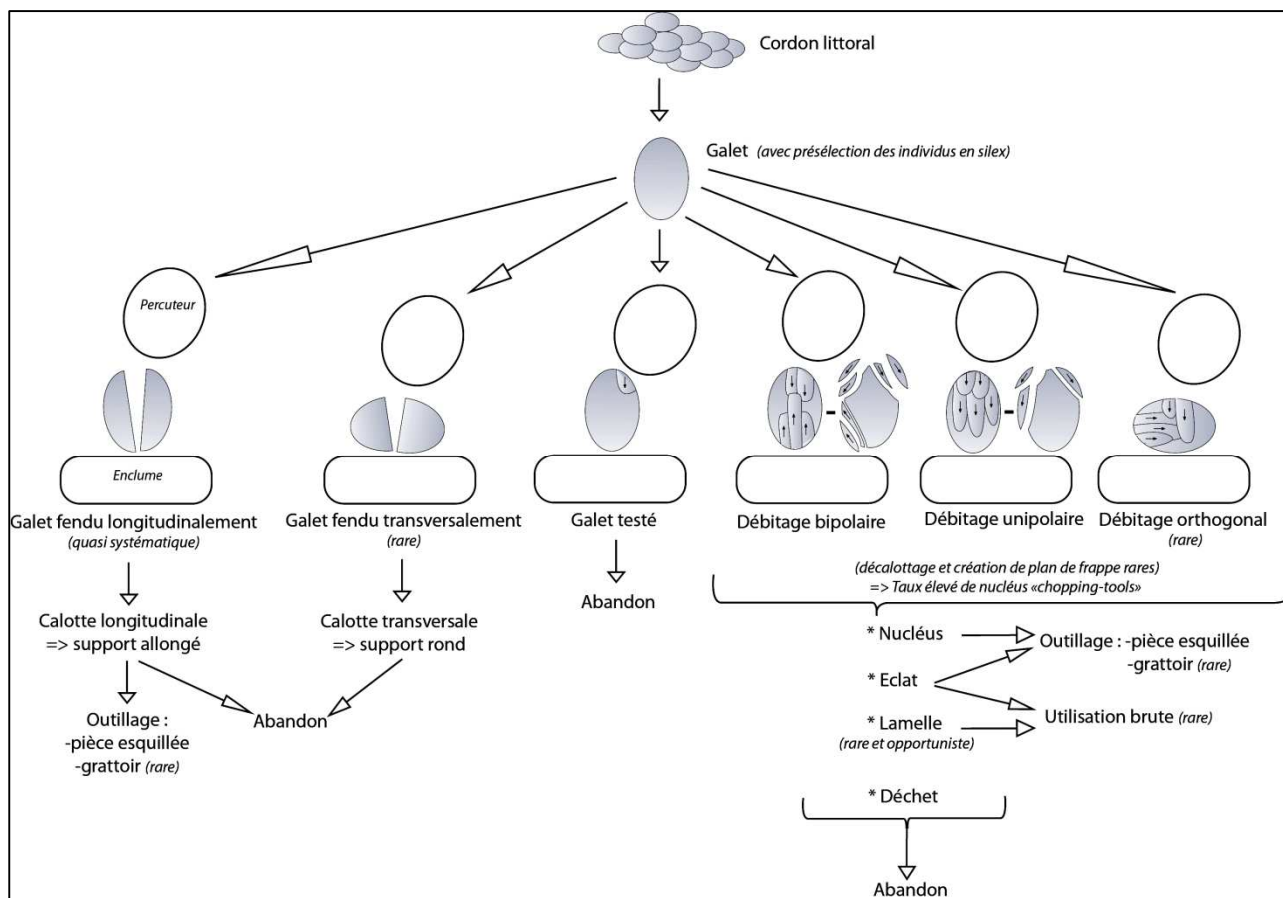 Cordon littoral
Galet (avec présélection des individus en silex)
Percuteur
Enclume
Galet fendu longitudinalement
(quasi systématique)
Galet fendu transversalement
(rare)
Galet testé
Débitage bipolaire
Débitage unipolaire
Débitage orthogonal
(rare)
(décalottage et création de plan de frappe rares)
=> Taux élevé de nucléus «chopping-tools»
Calotte longitudinale
=> support allongé
Calotte transversale
=> support rond
Abandon
Outillage :
-pièce esquillée
-grattoir (rare)
Abandon
* Nucléus
* Eclat
* Lamelle
(rare et opportuniste)
Outillage : -pièce esquillée
-grattoir (rare)
Utilisation brute (rare)
* Déchet
Abandon